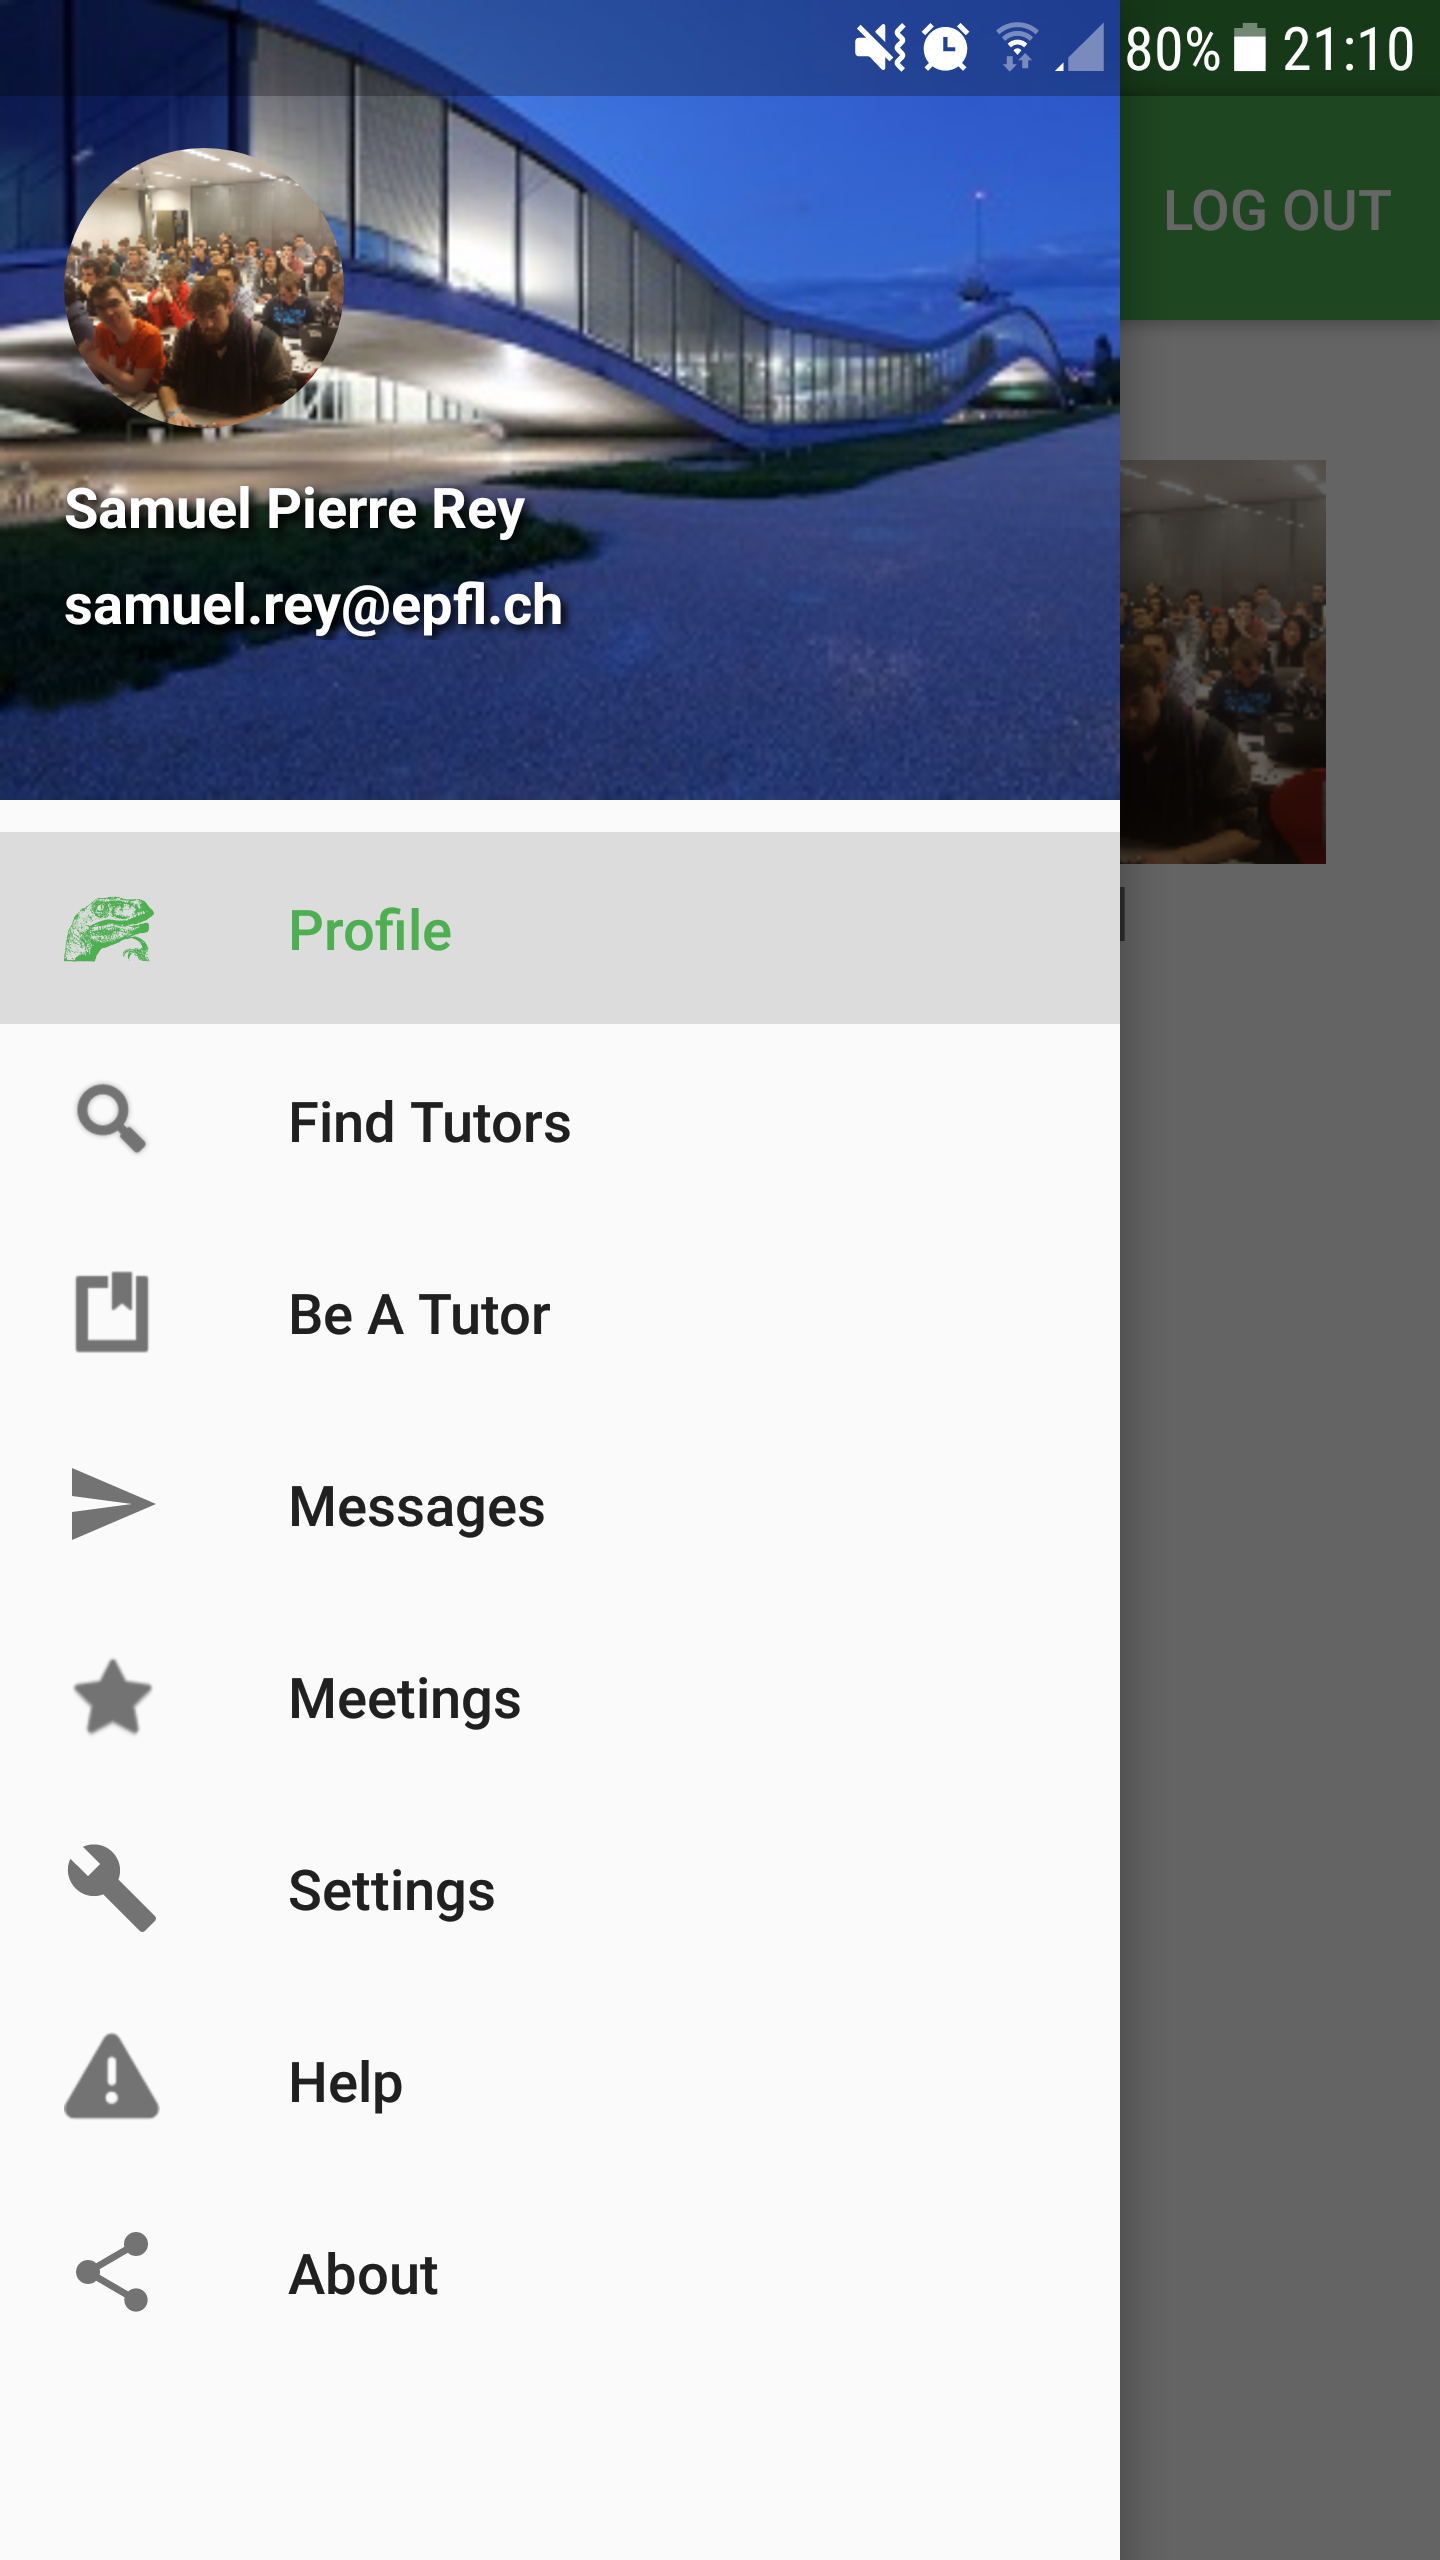 80% 21:10
LOG OUT
Samuel Pierre Rey
samuel.rey@epfl.ch
Profile
Find Tutors
Be A Tutor
Messages
Meetings
Settings
Help
About